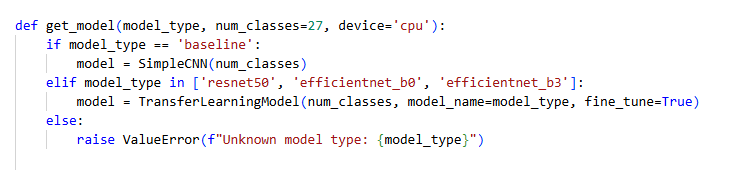 def get_model(model_type, num_classes=27, device='cpu'):
    if model_type == 'baseline':
        model = SimpleCNN(num_classes)
    elif model_type in ['resnet50', 'efficientnet_b0', 'efficientnet_b3']:
        model = TransferLearningModel(num_classes, model_name=model_type, fine_tune=True)
    else:
        raise ValueError(f"Unknown model type: {model_type}")